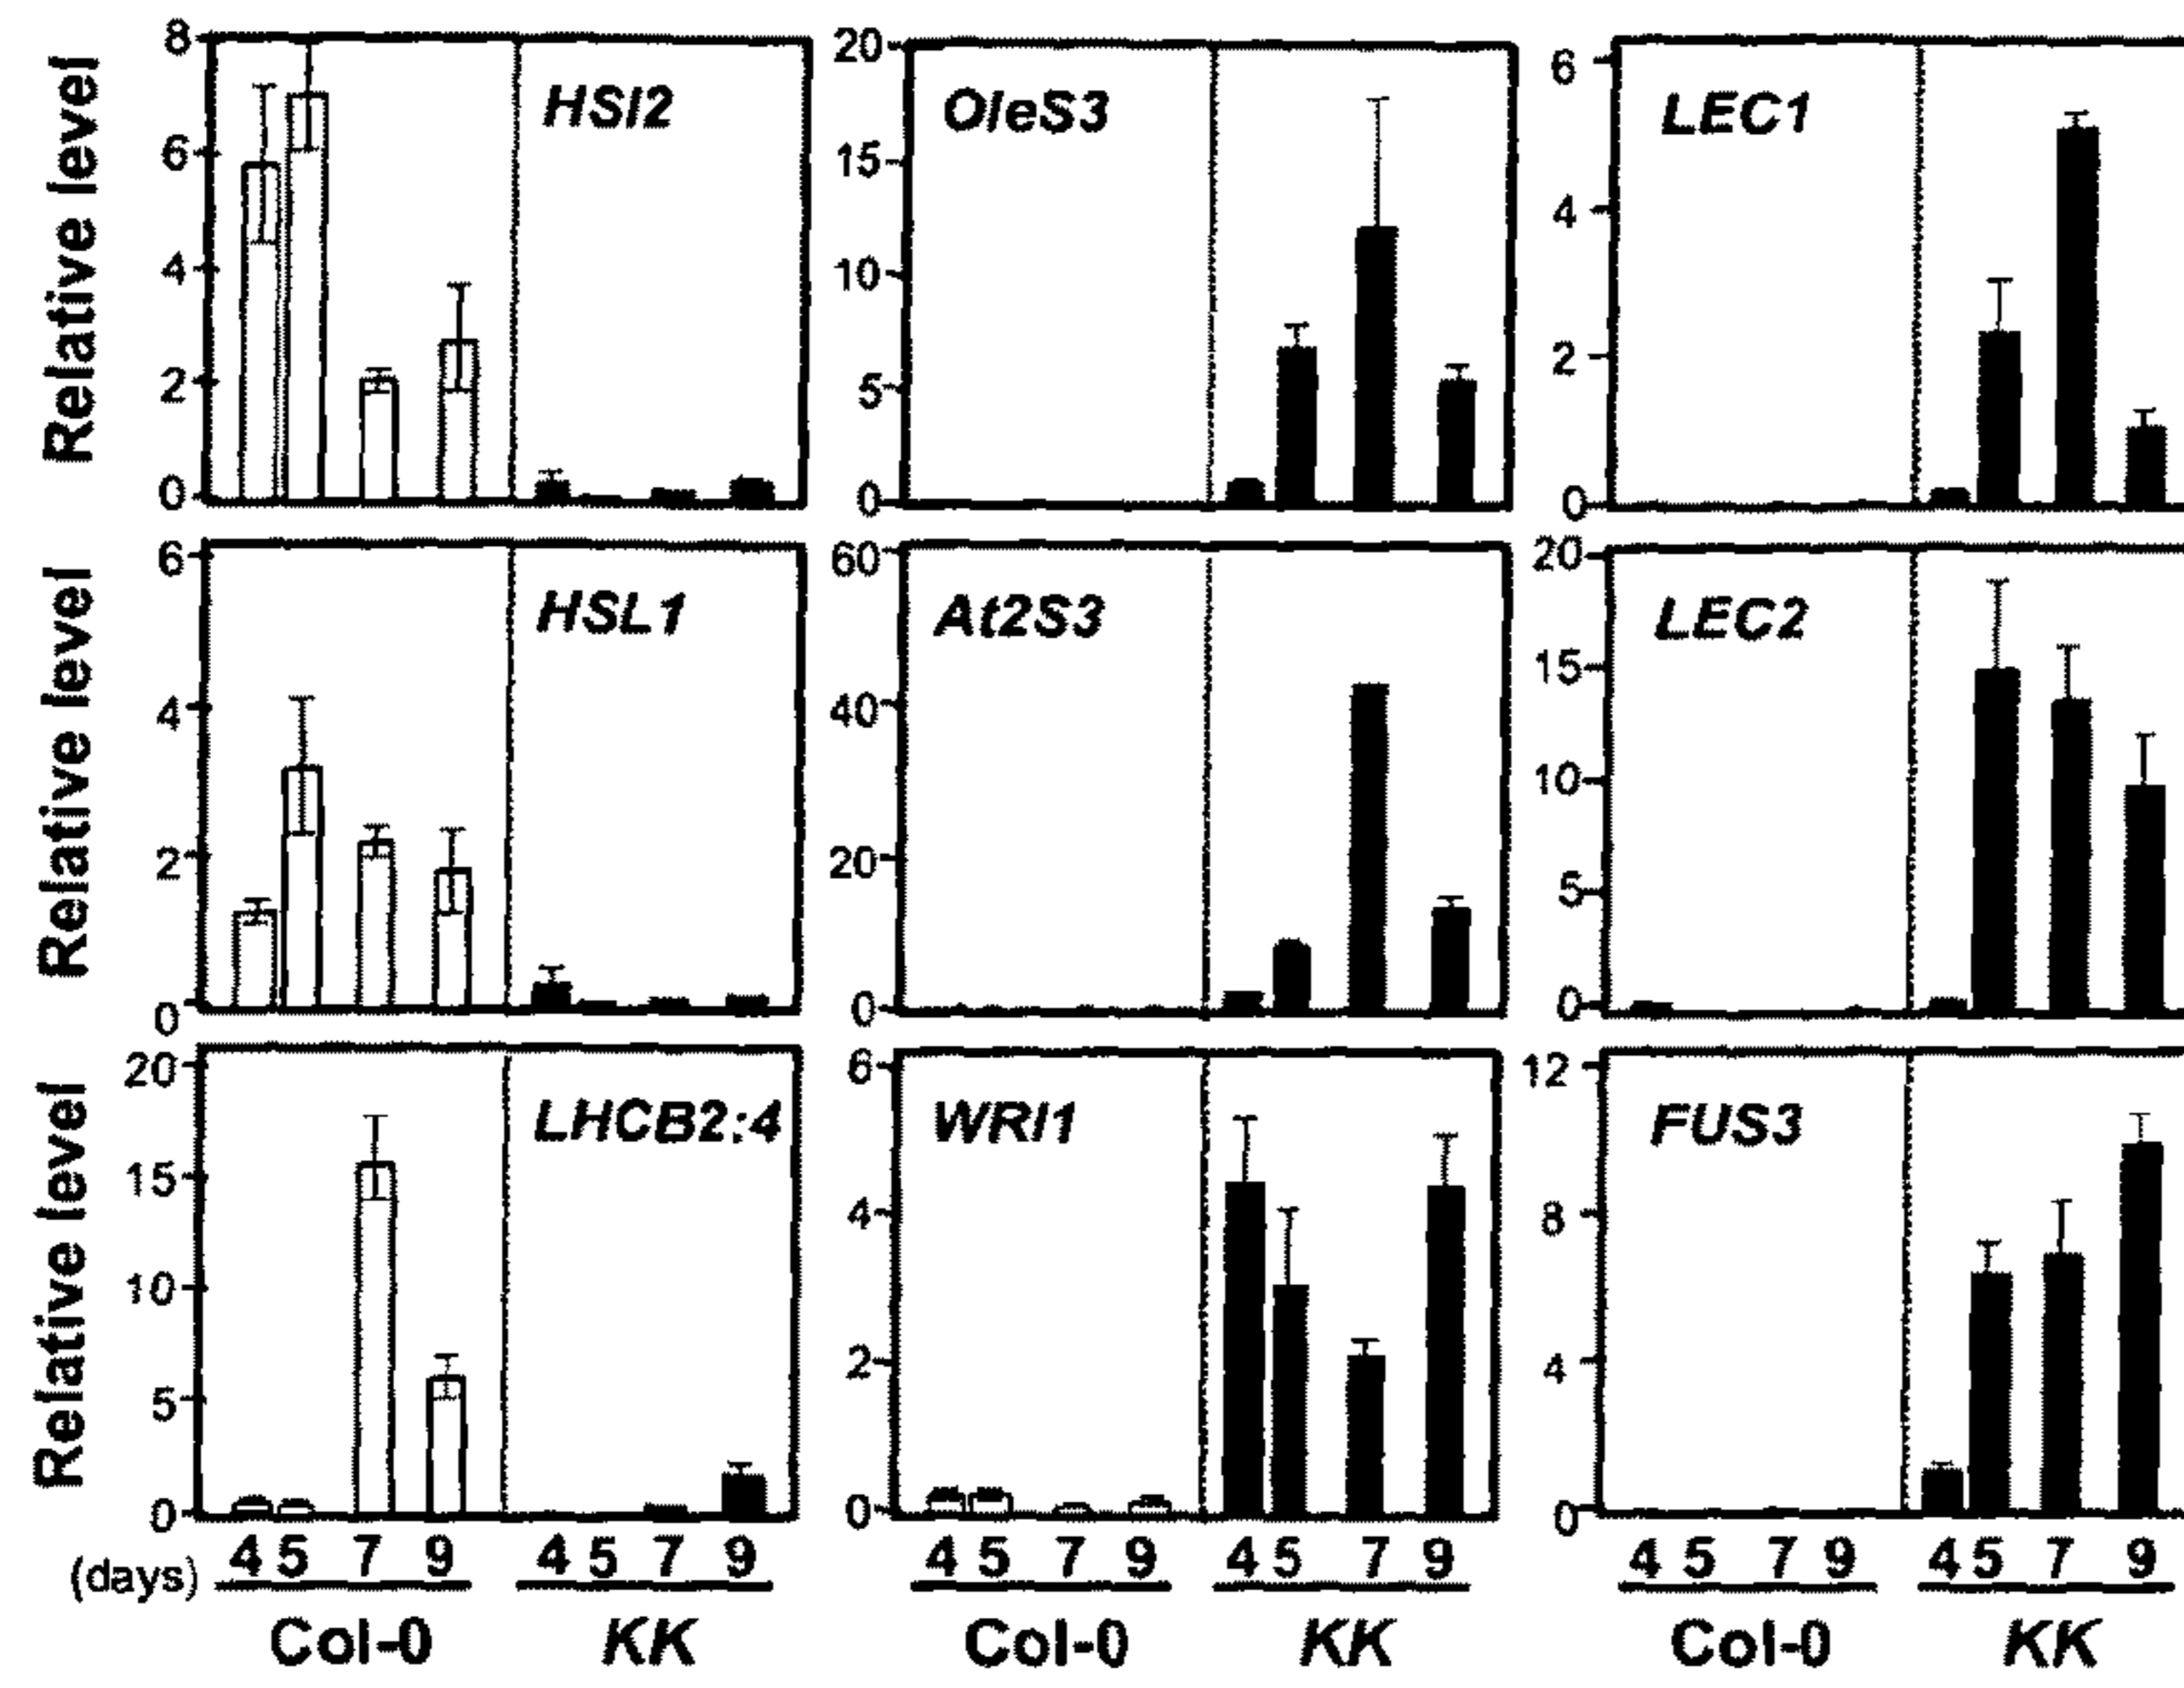 Relative level
8
6
4
2
0
HSI2
20
15
10
5
0
OleS3
6
4
2
0
LEC1
Relative level
6
4
2
0
HSL1
60
40
20
0
At2S3
20
15
10
5
0
LEC2
Relative level
20
15
10
5
0
LHCB2:4
6
4
2
0
WRI1
12
8
4
0
FUS3
(days) 4 5 7 9 4 5 7 9 4 5 7 9 4 5 7 9 4 5 7 9 4 5 7 9
Col-0 KK Col-0 KK Col-0 KK